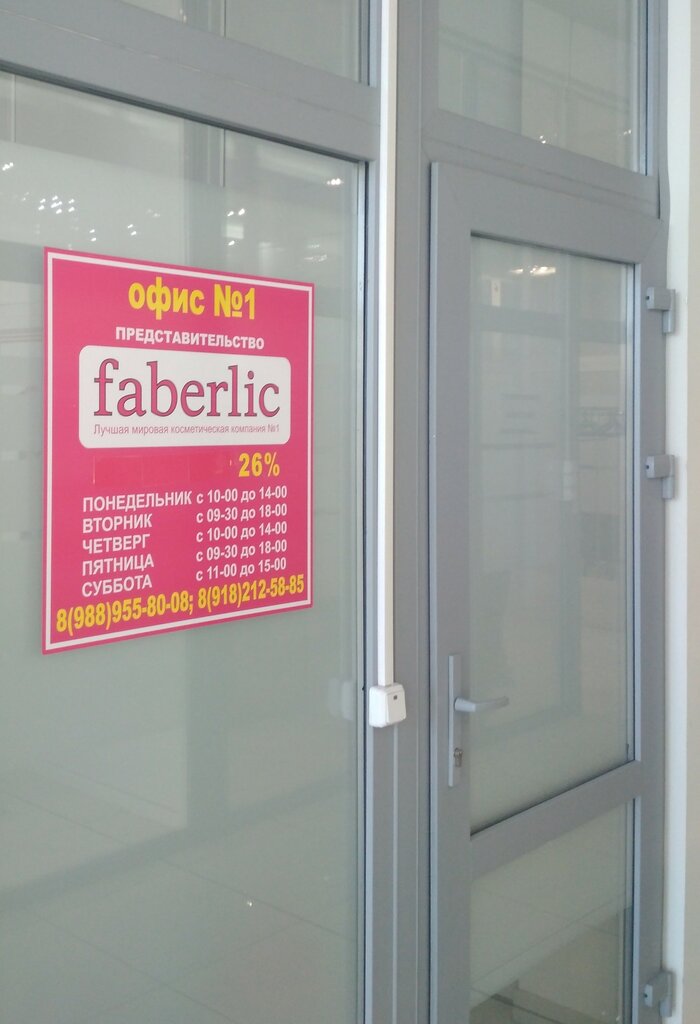 офис №1
ПРЕДСТАВИТЕЛЬСТВО
faberlic
Лучшая мировая косметическая компания №1
26%
ПОНЕДЕЛЬНИК с 10-00 до 14-00
ВТОРНИК с 09-30 до 18-00
ЧЕТВЕРГ с 10-00 до 14-00
ПЯТНИЦА с 09-30 до 18-00
СУББОТА с 11-00 до 15-00
8(988)955-80-08; 8(918)212-58-85